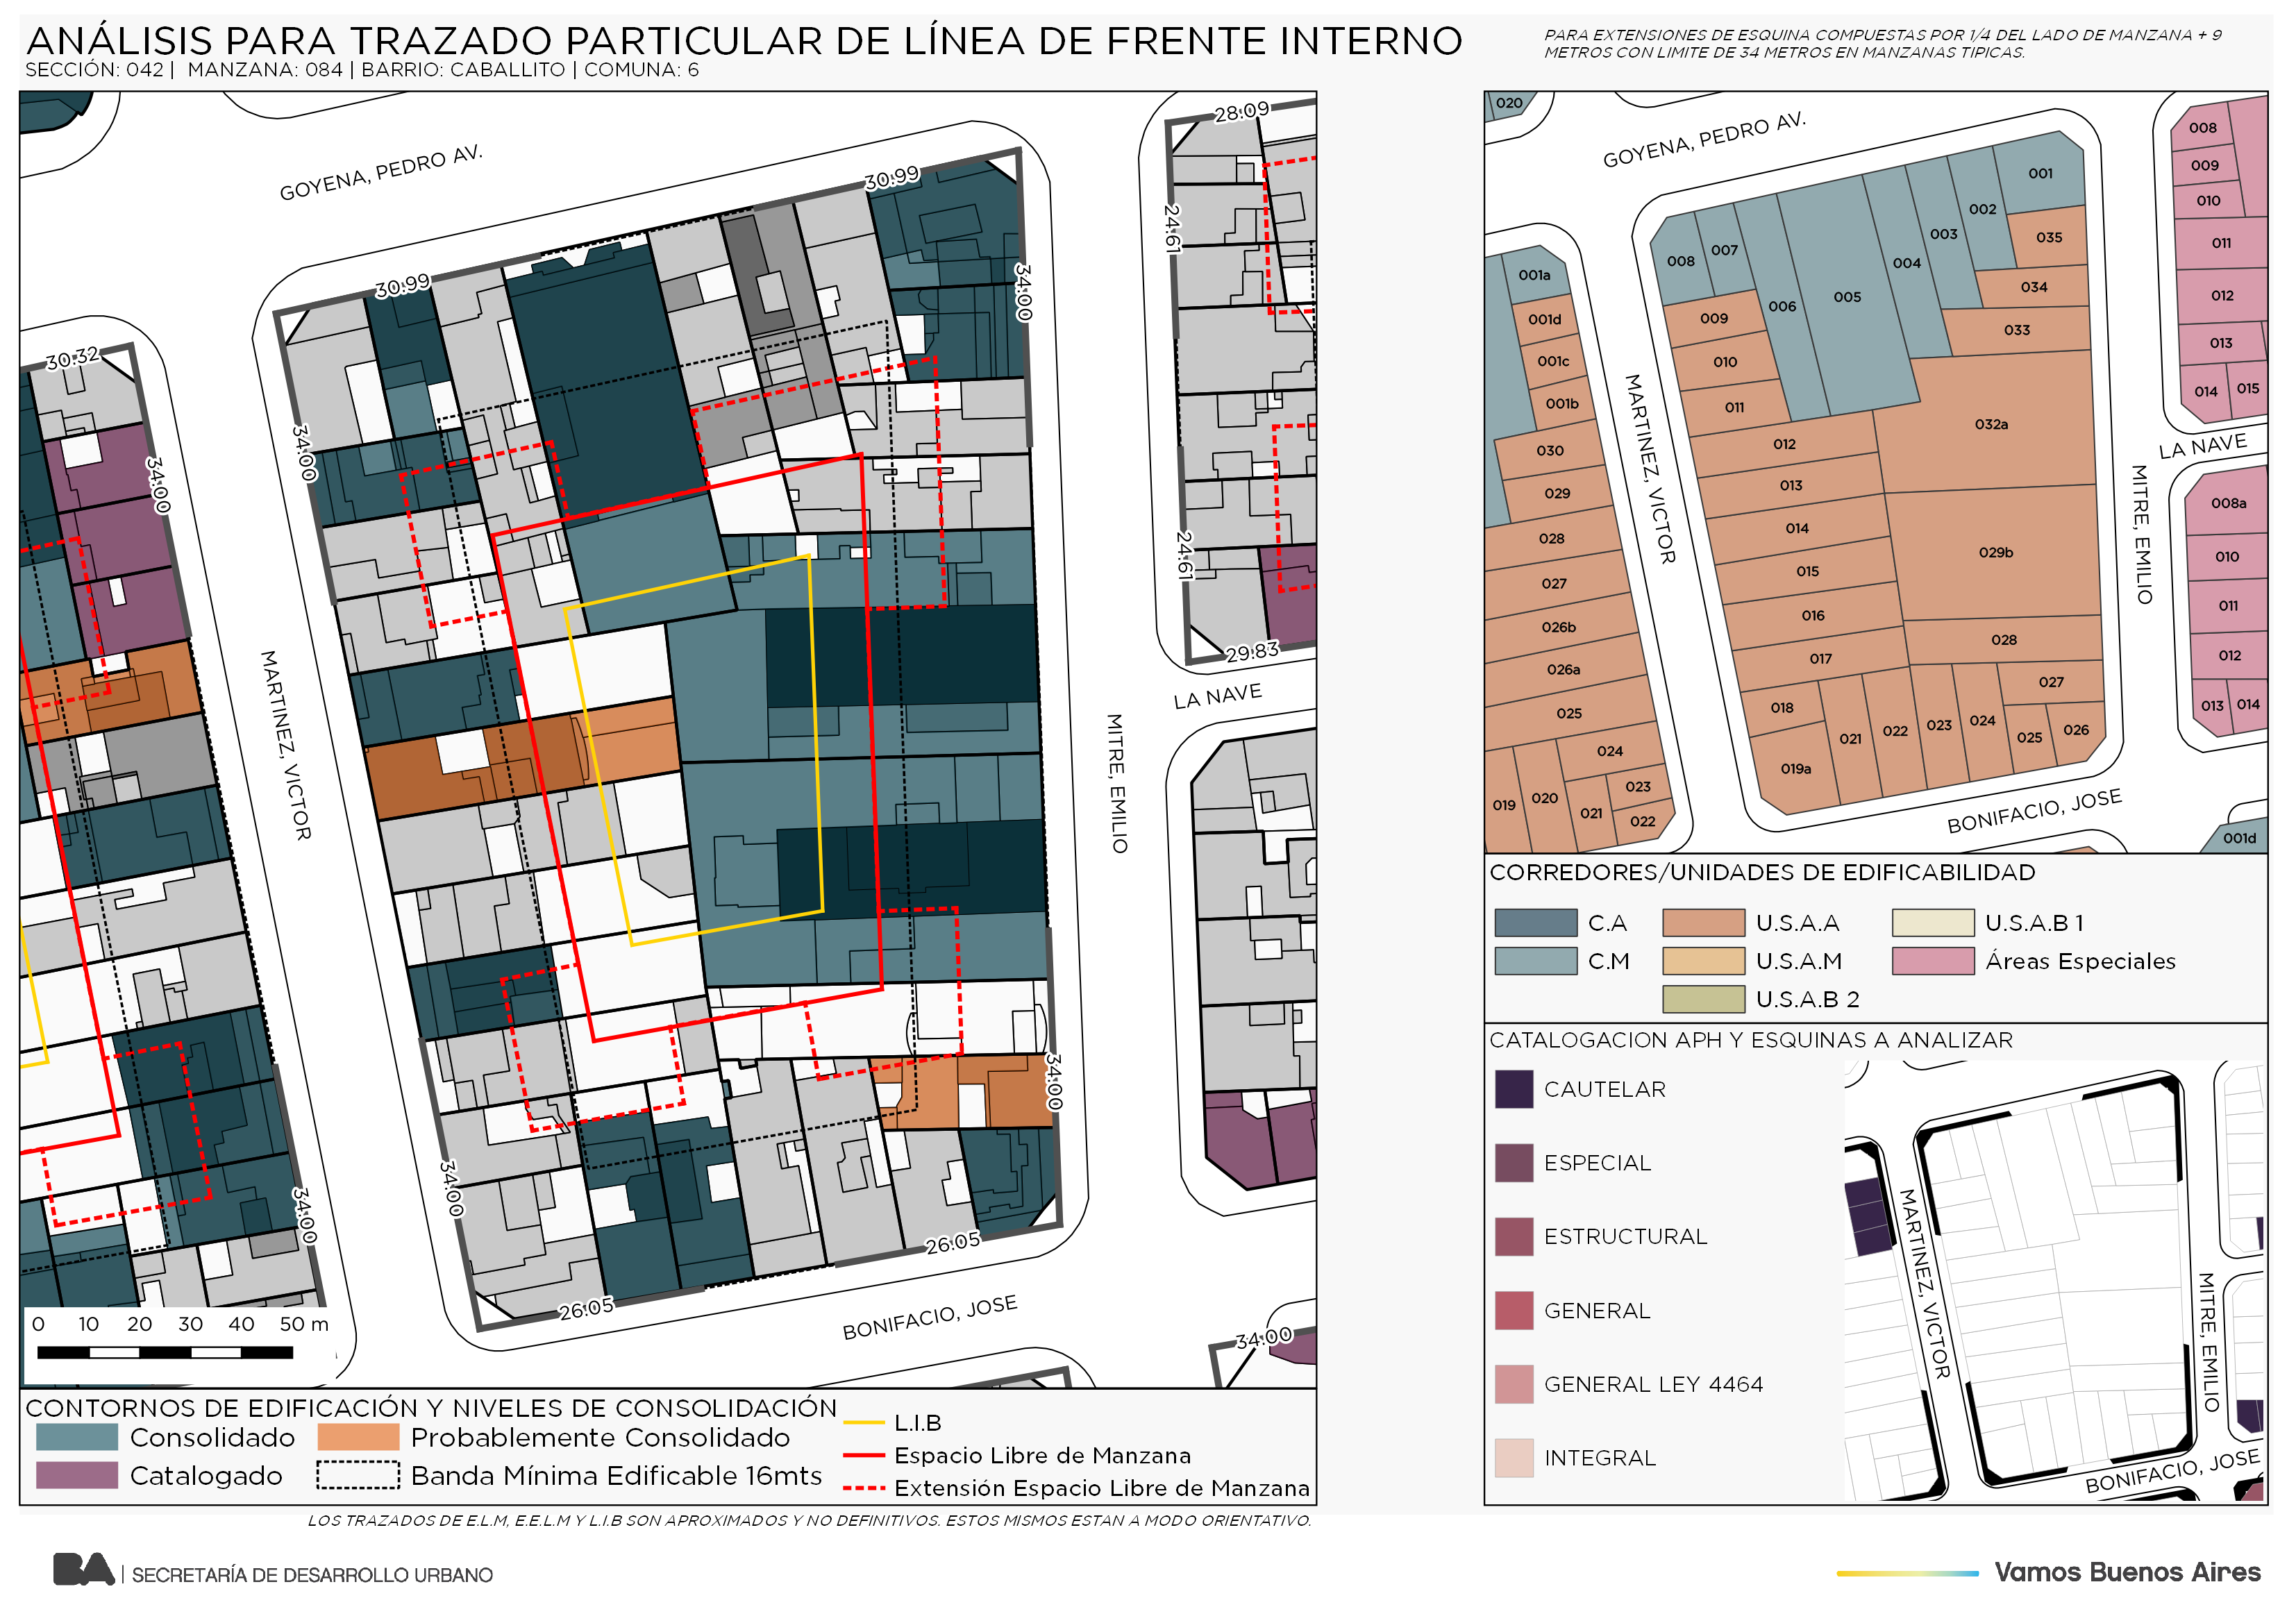 ANÁLISIS PARA TRAZADO PARTICULAR DE LÍNEA DE FRENTE INTERNO
SECCIÓN: 042 | MANZANA: 084 | BARRIO: CABALLITO | COMUNA: 6
PARA EXTENSIONES DE ESQUINA COMPUESTAS POR 1/4 DEL LADO DE MANZANA + 9
METROS CON LIMITE DE 34 METROS EN MANZANAS TIPICAS.
GOYENA, PEDRO AV.
30.99
30.99
28.09
24.61
34.00
30.32
34.00
34.00
24.61
29.83
LA NAVE
MARTINEZ, VICTOR
MITRE, EMILIO
34.00
34.00
34.00
26.05
26.05
BONIFACIO, JOSE
34.00
0 10 20 30 40 50 m
CONTORNOS DE EDIFICACIÓN Y NIVELES DE CONSOLIDACIÓN
Consolidado
Probablemente Consolidado
Catalogado
Banda Mínima Edificable 16mts
L.I.B
Espacio Libre de Manzana
Extensión Espacio Libre de Manzana
LOS TRAZADOS DE E.L.M, E.E.L.M Y L.I.B SON APROXIMADOS Y NO DEFINITIVOS. ESTOS MISMOS ESTAN A MODO ORIENTATIVO.
020
GOYENA, PEDRO AV.
001
002
003
004
005
006
007
008
035
034
033
009
010
011
012
013
014
015
016
017
018
019a
021
022
023
024
025
026
027
028
029b
032a
001a
001d
001c
001b
030
029
028
027
026b
026a
025
024
023
022
021
020
019
008
009
010
011
012
013
014
015
LA NAVE
008a
010
011
012
013
014
001d
MARTINEZ, VICTOR
MITRE, EMILIO
BONIFACIO, JOSE
CORREDORES/UNIDADES DE EDIFICABILIDAD
C.A
U.S.A.A
U.S.A.B 1
C.M
U.S.A.M
Áreas Especiales
U.S.A.B 2
CATALOGACION APH Y ESQUINAS A ANALIZAR
CAUTELAR
ESPECIAL
ESTRUCTURAL
GENERAL
GENERAL LEY 4464
INTEGRAL
MARTINEZ, VICTOR
MITRE, EMILIO
BONIFACIO, JOSE
BA | SECRETARÍA DE DESARROLLO URBANO
Vamos Buenos Aires